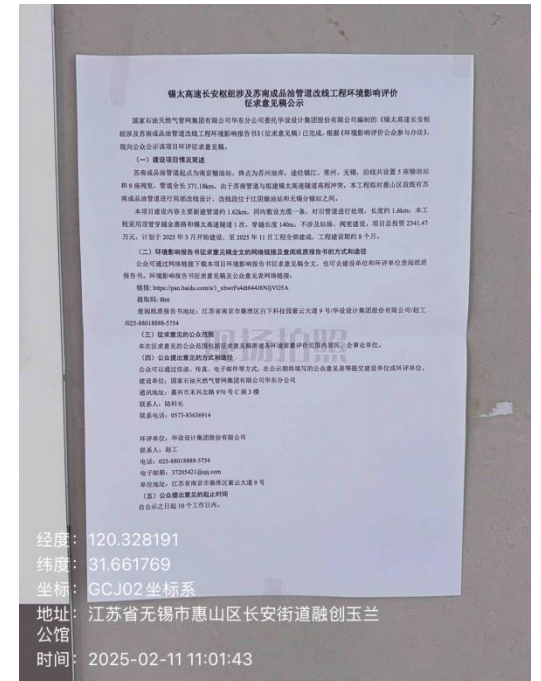 锡太高速长安枢纽涉及苏南成品油管道改线工程环境影响评价
征求意见稿公示
国家石油天然气管网集团有限公司华东分公司委托华设设计集团股份有限公司编制的《锡太高速长安枢
纽涉及苏南成品油管道改线工程环境影响报告书》（征求意见稿）已完成，根据《环境影响评价公众参与办法》，
现向公众公示该项目环评征求意见稿。
（一）建设项目情况简述
苏南成品油管道起点为南京输油站，终点为苏州油库，途经镇江、常州、无锡，沿线共设置5座输油站
和9座阀室，管道全长371.18km。由于苏南管道与拟建锡太高速隧道高程冲突，本工程拟对惠山区段既有苏
南成品油管道进行局部改线设计，改线段位于江阴输油站和无锡分输站之间。
本项目建设内容主要新建管道约1.62km，同沟敷设光缆一条，对旧管道进行处理，长度约1.6km；本工
程采用顶管穿越金惠路和锡太高速隧道1次，穿越长度140m，不涉及站场、阀室建设。项目总投资2341.47
万元。计划于2025年3月开始建设，至2025年11月工程全部建成，工程建设期约8个月。
（二）环境影响报告书征求意见稿全文的网络链接及查阅纸质报告书的方式和途径
公众可通过网络链接下载本项目环境影响报告书征求意见稿全文，也可去建设单位和环评单位查阅纸质
报告书。环境影响报告书征求意见稿及公众意见表网络链接：
链接：https://pan.baidu.com/s/
提取码：
查阅纸质报告书地址：江苏省南京市秦淮区白下科技园紫云大道9号/华设设计集团股份有限公司/赵工
/025-88018888-5754
（三）征求意见的公众范围
本次征求意见的公众范围包括征求意见稿所述各环境要素评价范围内居民、企事业单位。
（四）公众提出意见的方式和途径
公众可以通过信函、传真、电子邮件等方式，在公示期将填写的公众意见表等提交建设单位或环评单位。
建设单位：国家石油天然气管网集团有限公司华东分公司
通讯地址：嘉兴市禾兴北路970号C座3楼
联系人：陆科长
联系电话：0573-83636914
环评单位：华设设计集团股份有限公司
联系人：赵工
电话：025-88018888-5754
电子邮箱：37205421@qq.com
单位地址：江苏省南京市秦淮区紫云大道9号
（五）公众提出意见的起止时间
自公示之日起10个工作日内。
现场拍照
经度：120.328191
纬度：31.661769
坐标：GCJ02坐标系
地址：江苏省无锡市惠山区长安街道融创玉兰
公馆
时间：2025-02-11 11:01:43